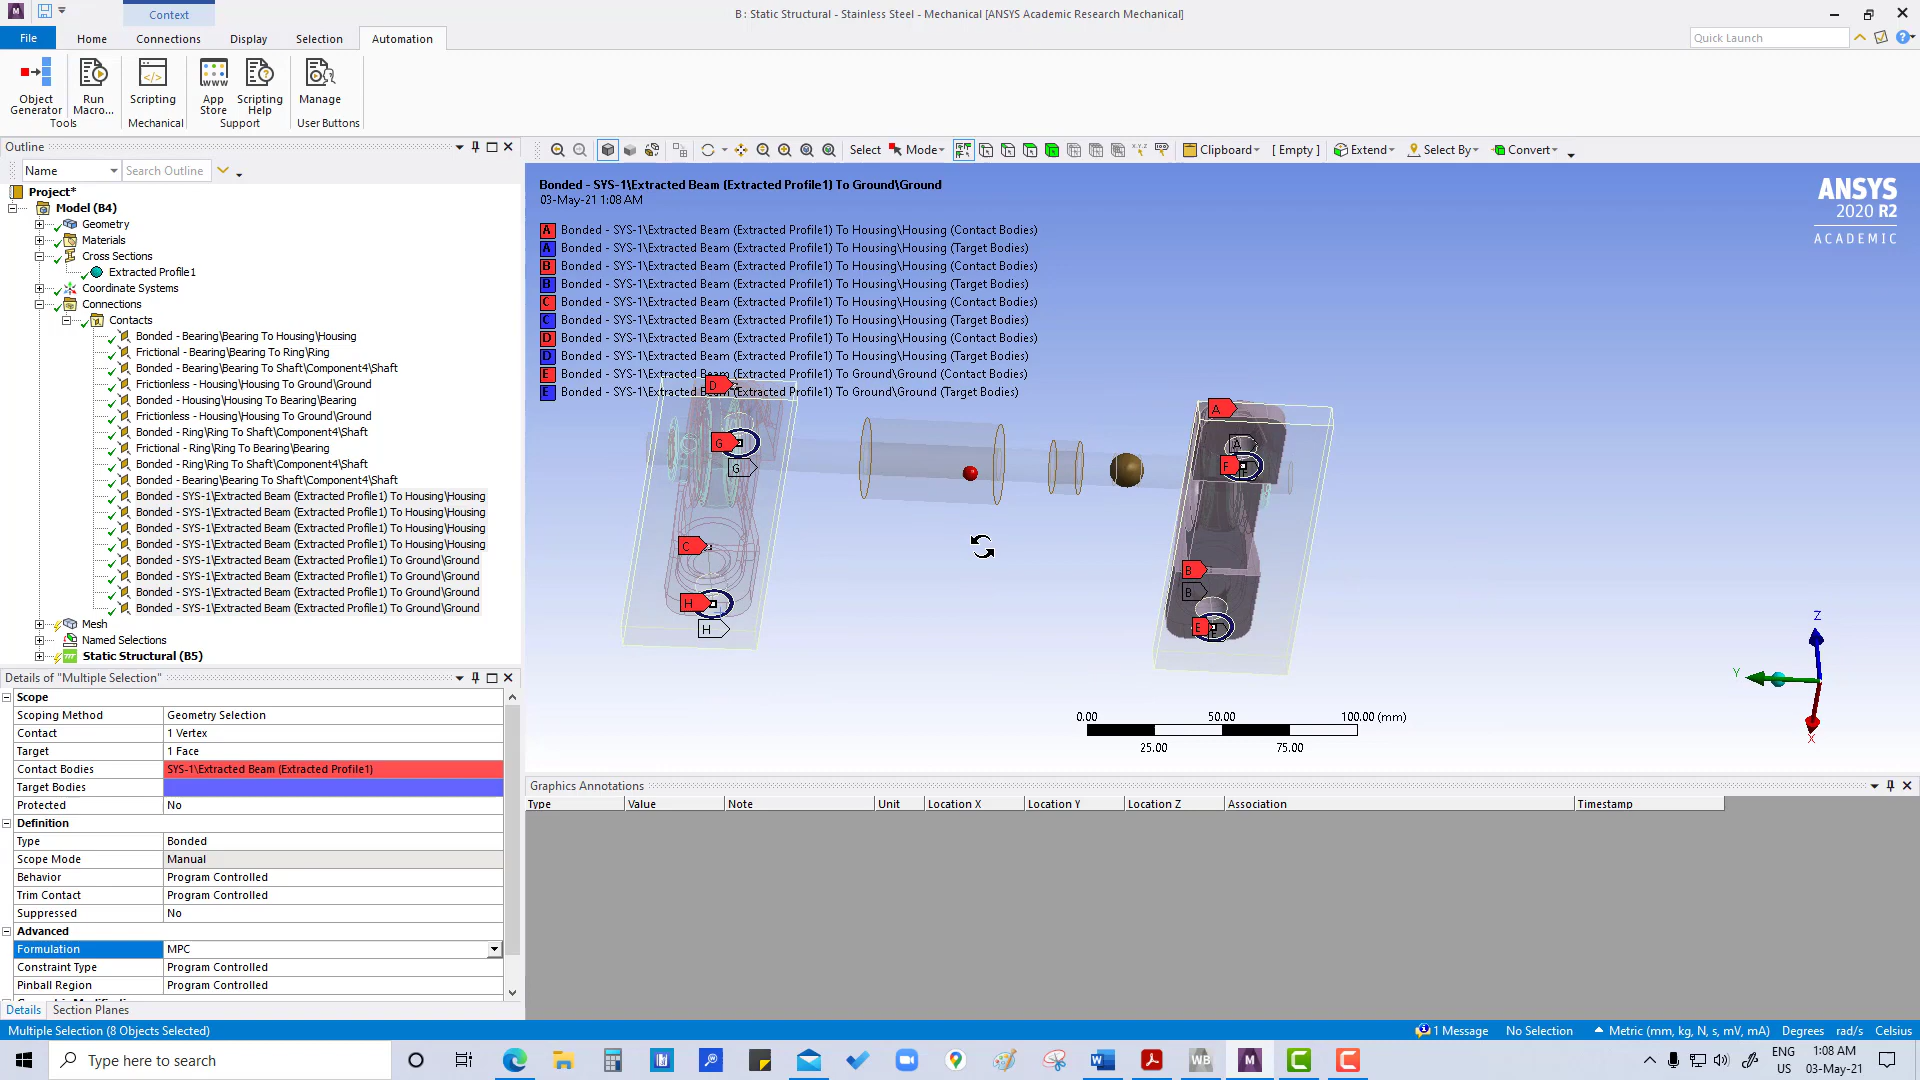 Context
B : Static Structural - Stainless Steel - Mechanical [ANSYS Academic Research Mechanical]
File
Home
Connections
Display
Selection
Automation
Quick Launch
Object Generator
Run Macro...
Scripting
App Store
Scripting Help
Manage
Tools
Mechanical
Support
User Buttons
Outline
Name
Search Outline
Project*
Model (B4)
Geometry
Materials
Cross Sections
Extracted Profile1
Coordinate Systems
Connections
Contacts
Bonded - Bearing\Bearing To Housing\Housing
Frictional - Bearing\Bearing To Ring\Ring
Bonded - Bearing\Bearing To Shaft\Component4\Shaft
Frictionless - Housing\Housing To Ground\Ground
Bonded - Housing\Housing To Bearing\Bearing
Frictionless - Housing\Housing To Ground\Ground
Bonded - Ring\Ring To Shaft\Component4\Shaft
Frictional - Ring\Ring To Bearing\Bearing
Bonded - Ring\Ring To Shaft\Component4\Shaft
Bonded - Bearing\Bearing To Shaft\Component4\Shaft
Bonded - SYS-1\Extracted Beam (Extracted Profile1) To Housing\Housing
Bonded - SYS-1\Extracted Beam (Extracted Profile1) To Housing\Housing
Bonded - SYS-1\Extracted Beam (Extracted Profile1) To Housing\Housing
Bonded - SYS-1\Extracted Beam (Extracted Profile1) To Housing\Housing
Bonded - SYS-1\Extracted Beam (Extracted Profile1) To Ground\Ground
Bonded - SYS-1\Extracted Beam (Extracted Profile1) To Ground\Ground
Bonded - SYS-1\Extracted Beam (Extracted Profile1) To Ground\Ground
Bonded - SYS-1\Extracted Beam (Extracted Profile1) To Ground\Ground
Mesh
Named Selections
Static Structural (B5)
Details of "Multiple Selection"
Scope
Scoping Method Geometry Selection
Contact 1 Vertex
Target 1 Face
Contact Bodies SYS-1\Extracted Beam (Extracted Profile1)
Target Bodies
Protected No
Definition
Type Bonded
Scope Mode Manual
Behavior Program Controlled
Trim Contact Program Controlled
Suppressed No
Advanced
Formulation MPC
Constraint Type Program Controlled
Pinball Region Program Controlled
Details Section Planes
Select Mode Clipboard [ Empty ] Extend Select By Convert
Bonded - SYS-1\Extracted Beam (Extracted Profile1) To Ground\Ground
03-May-21 1:08 AM
A Bonded - SYS-1\Extracted Beam (Extracted Profile1) To Housing\Housing (Contact Bodies)
A Bonded - SYS-1\Extracted Beam (Extracted Profile1) To Housing\Housing (Target Bodies)
B Bonded - SYS-1\Extracted Beam (Extracted Profile1) To Housing\Housing (Contact Bodies)
B Bonded - SYS-1\Extracted Beam (Extracted Profile1) To Housing\Housing (Target Bodies)
C Bonded - SYS-1\Extracted Beam (Extracted Profile1) To Housing\Housing (Contact Bodies)
C Bonded - SYS-1\Extracted Beam (Extracted Profile1) To Housing\Housing (Target Bodies)
D Bonded - SYS-1\Extracted Beam (Extracted Profile1) To Housing\Housing (Contact Bodies)
D Bonded - SYS-1\Extracted Beam (Extracted Profile1) To Housing\Housing (Target Bodies)
E Bonded - SYS-1\Extracted Beam (Extracted Profile1) To Ground\Ground (Contact Bodies)
E Bonded - SYS-1\Extracted Beam (Extracted Profile1) To Ground\Ground (Target Bodies)
ANSYS
2020 R2
ACADEMIC
D
G
G
C
H
H
A
A
F
B
B
E
Z
Y
X
0.00 50.00 100.00 (mm)
25.00 75.00
Graphics Annotations
Type Value Note Unit Location X Location Y Location Z Association Timestamp
Multiple Selection (8 Objects Selected)
1 Message
No Selection
Metric (mm, kg, N, s, mV, mA)
Degrees
rad/s
Celsius
Type here to search
WB
M
ENG
US
1:08 AM
03-May-21